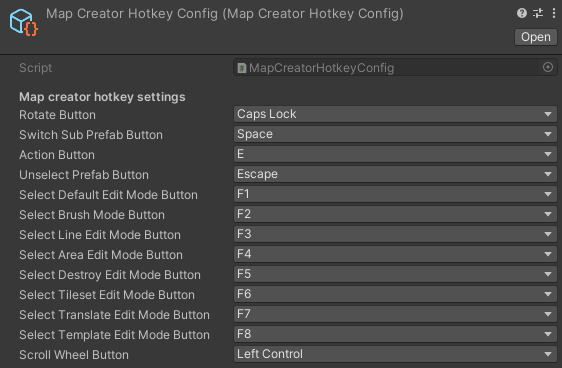 Map Creator Hotkey Config (Map Creator Hotkey Config)
Open
Script MapCreatorHotkeyConfig
Map creator hotkey settings
Rotate Button Caps Lock
Switch Sub Prefab Button Space
Action Button E
Unselect Prefab Button Escape
Select Default Edit Mode Button F1
Select Brush Mode Button F2
Select Line Edit Mode Button F3
Select Area Edit Mode Button F4
Select Destroy Edit Mode Button F5
Select Tileset Edit Mode Button F6
Select Translate Edit Mode Button F7
Select Template Edit Mode Button F8
Scroll Wheel Button Left Control